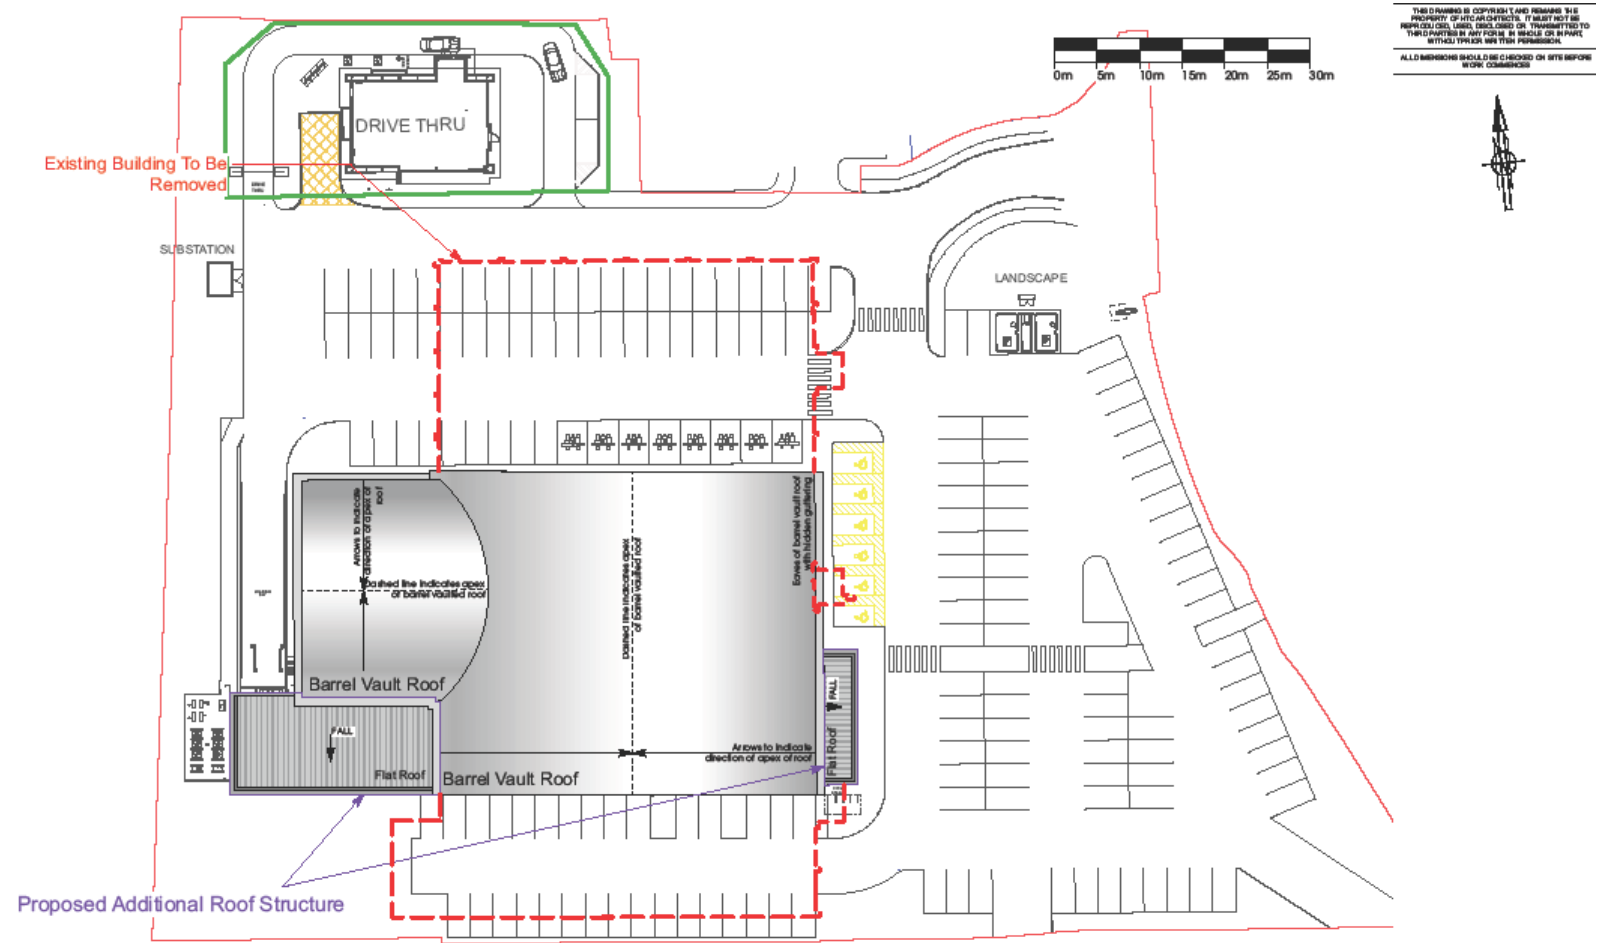 THIS DRAWING IS COPYRIGHT, AND REMAINS THE
PROPERTY OF HTC ARCHITECTS. IT MUST NOT BE
REPRODUCED, USED, DISCLOSED OR TRANSMITTED TO
THIRD PARTIES IN ANY FORM, IN WHOLE OR IN PART,
WITHOUT PRIOR WRITTEN PERMISSION.
ALL DIMENSIONS SHOULD BE CHECKED ON SITE BEFORE
WORK COMMENCES
0m 5m 10m 15m 20m 25m 30m
DRIVE THRU
Existing Building To Be
Removed
DRIVE
THRU
SUBSTATION
LANDSCAPE
Arrows to indicate
direction of apex of
roof
Dashed line indicates apex
of barrel vaulted roof
Dashed line indicates apex
of barrel vaulted roof
Eaves of barrel vault roof
with hidden guttering
Barrel Vault Roof
FALL
Flat Roof
Barrel Vault Roof
Arrows to indicate
direction of apex of roof
FALL
Flat Roof
Proposed Additional Roof Structure